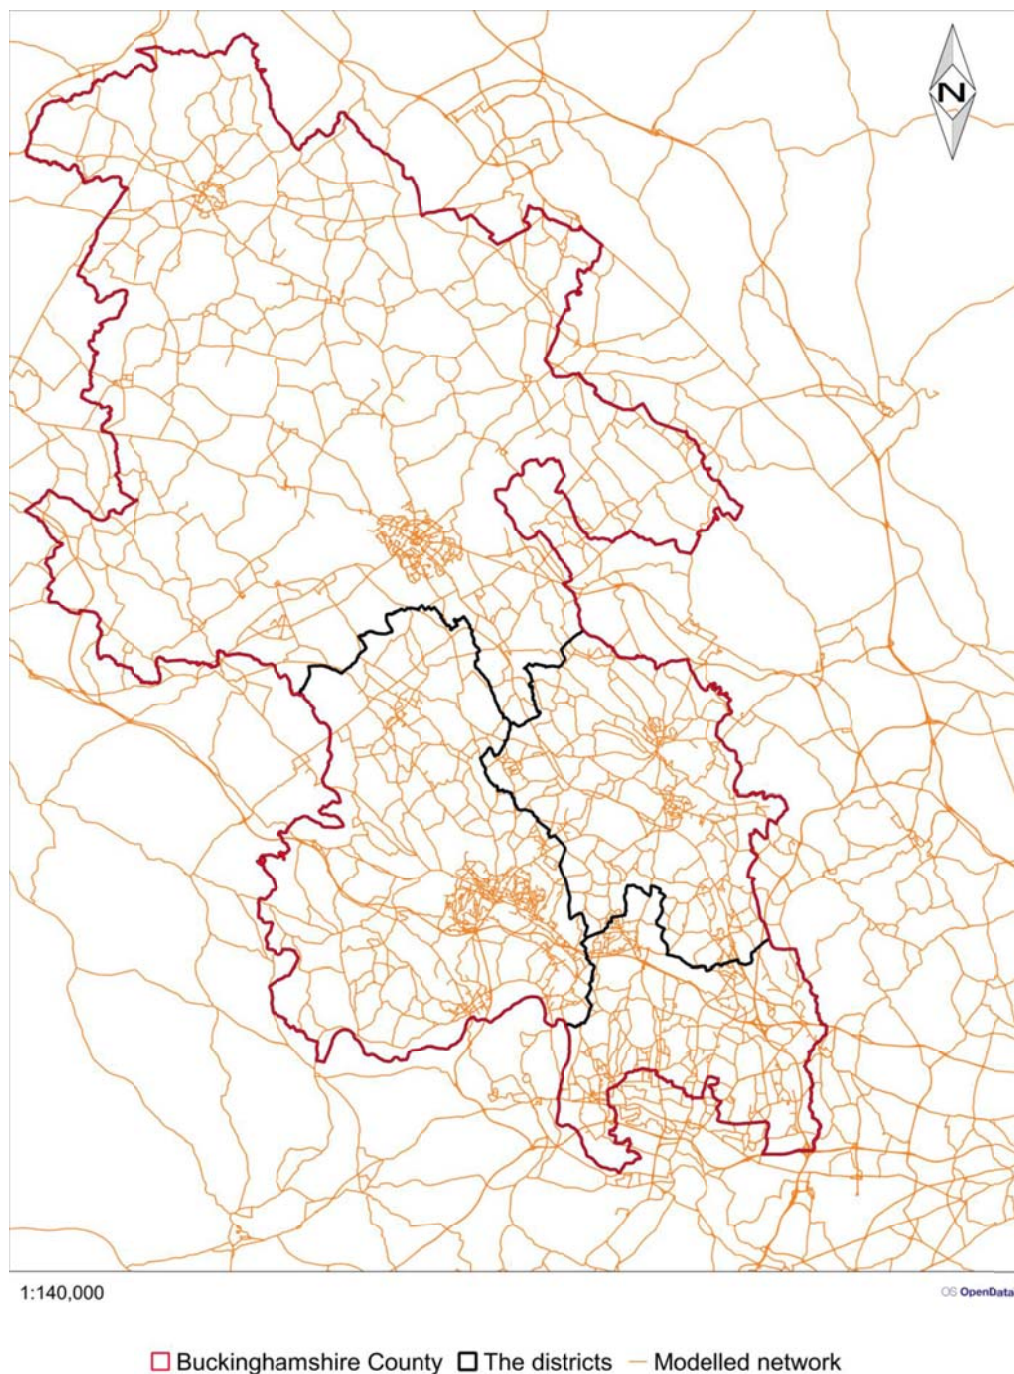 N
1:140,000
OS OpenData
Buckinghamshire County The districts Modelled network